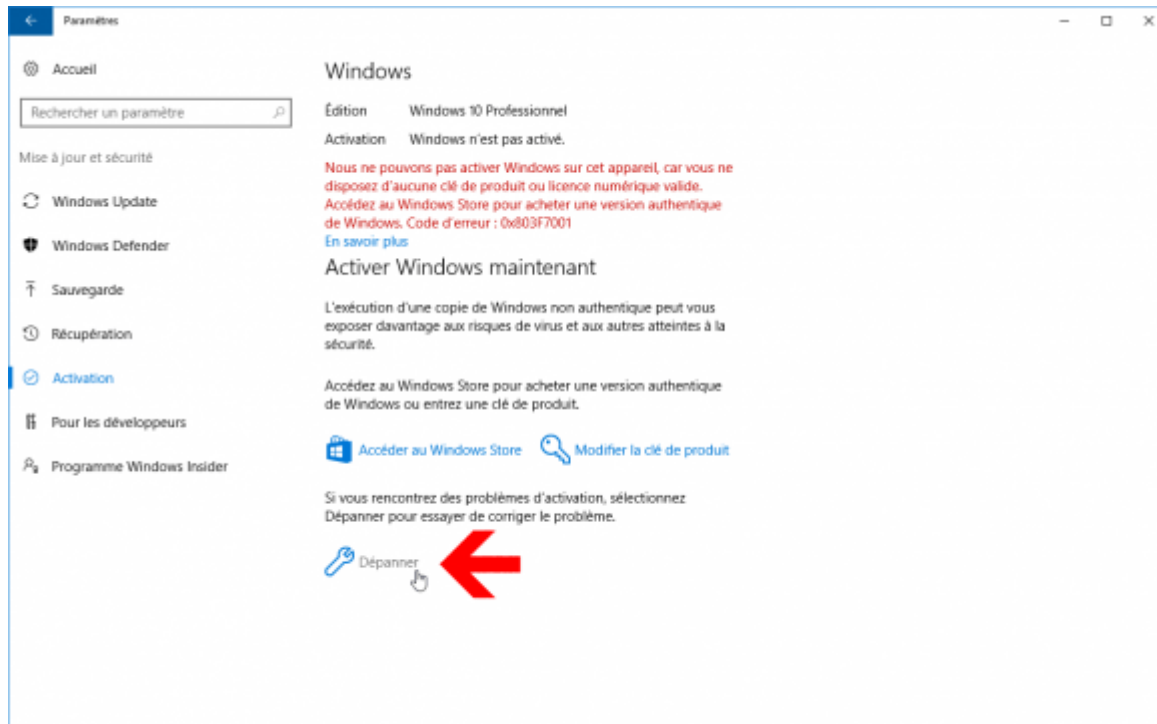 Paramètres
Accueil
Rechercher un paramètre
Mise à jour et sécurité
Windows Update
Windows Defender
Sauvegarde
Récupération
Activation
Pour les développeurs
Programme Windows Insider
Windows
Édition Windows 10 Professionnel
Activation Windows n'est pas activé.
Nous ne pouvons pas activer Windows sur cet appareil, car vous ne
disposez d'aucune clé de produit ou licence numérique valide.
Accédez au Windows Store pour acheter une version authentique
de Windows. Code d'erreur : 0x803F7001
En savoir plus
Activer Windows maintenant
L'exécution d'une copie de Windows non authentique peut vous
exposer davantage aux risques de virus et aux autres atteintes à la
sécurité.
Accédez au Windows Store pour acheter une version authentique
de Windows ou entrez une clé de produit.
Accéder au Windows Store Modifier la clé de produit
Si vous rencontrez des problèmes d'activation, sélectionnez
Dépanner pour essayer de corriger le problème.
Dépanner